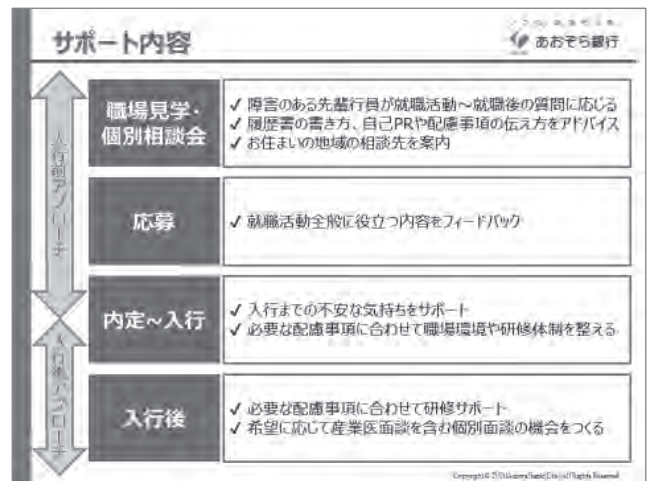 サポート内容
あおぞら銀行
入行前アプローチ
職場見学・
個別相談会
✓ 障害のある先輩行員が就職活動～就職後の質問に応じる
✓ 履歴書の書き方、自己PRや配慮事項の伝え方をアドバイス
✓ お住まいの地域の相談先を案内
応募
✓ 就職活動全般に役立つ内容をフィードバック
内定～入行
✓ 入行までの不安な気持ちをサポート
✓ 必要な配慮事項に合わせて職場環境や研修体制を整える
入行後アプローチ
入行後
✓ 必要な配慮事項に合わせて研修サポート
✓ 希望に応じて産業医面談を含む個別面談の機会をつくる
All Rights Reserved